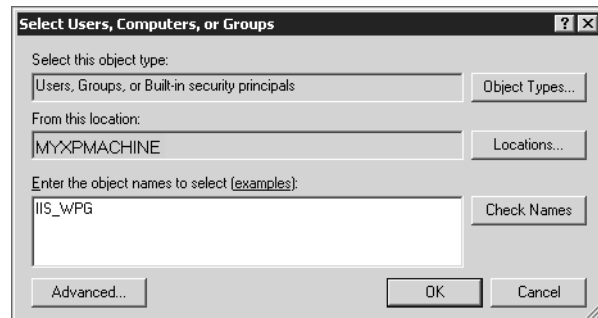 Select Users, Computers, or Groups
Select this object type:
Users, Groups, or Built-in security principals
Object Types...
From this location:
MYXPMACHINE
Locations...
Enter the object names to select (examples):
IIS_WPG
Check Names
Advanced...
OK
Cancel